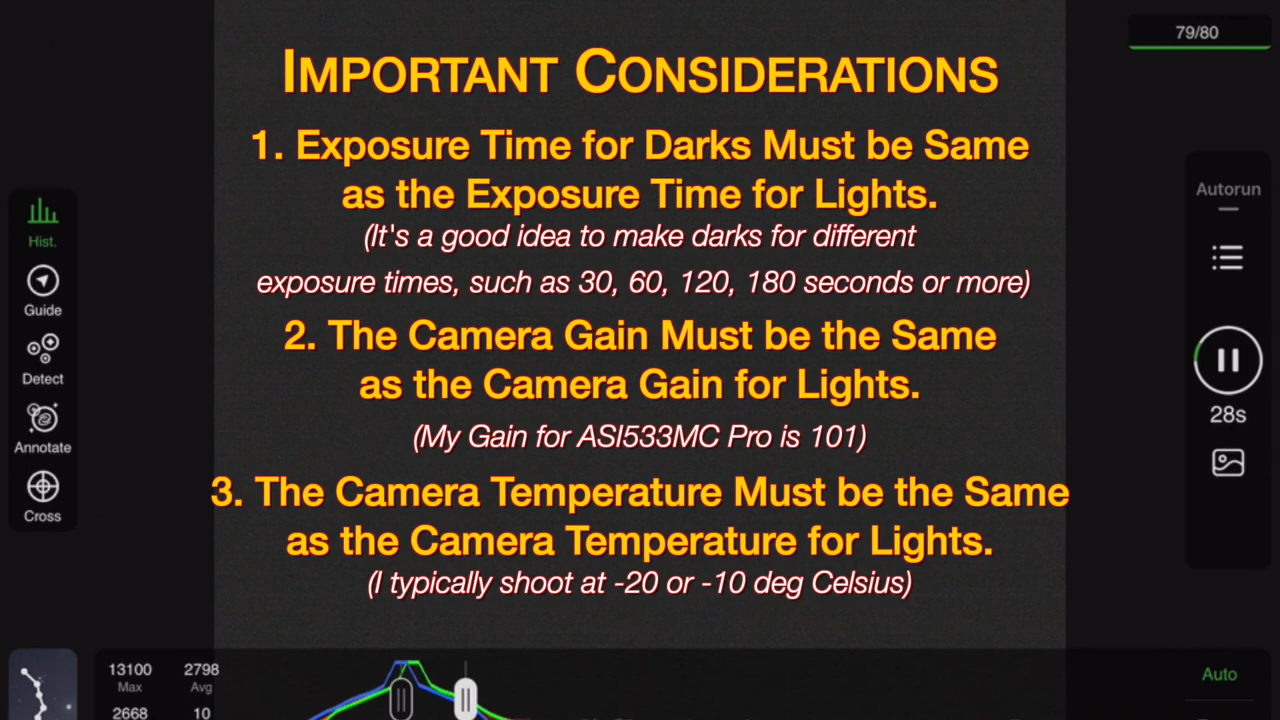 79/80
IMPORTANT CONSIDERATIONS
1. Exposure Time for Darks Must be Same
as the Exposure Time for Lights.
(It's a good idea to make darks for different
exposure times, such as 30, 60, 120, 180 seconds or more)
2. The Camera Gain Must be the Same
as the Camera Gain for Lights.
(My Gain for ASI533MC Pro is 101)
3. The Camera Temperature Must be the Same
as the Camera Temperature for Lights.
(I typically shoot at -20 or -10 deg Celsius)
Hist.
Guide
Detect
Annotate
Cross
Autorun
28s
13100 2798
Max Avg
2668 10
Auto